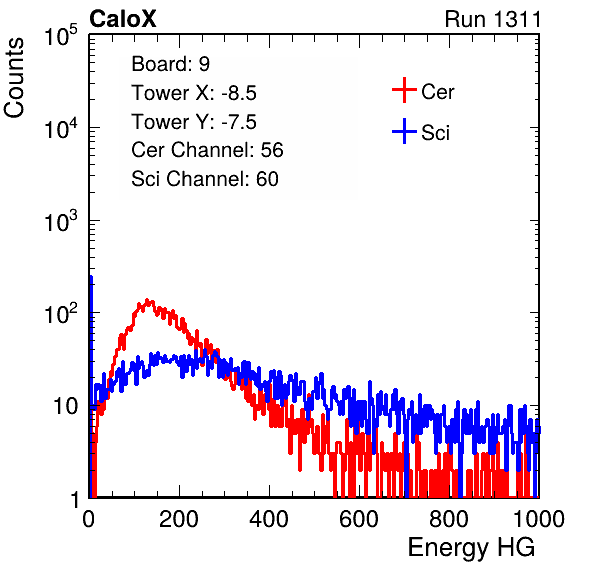 CaloX Run 1311
Counts
Board: 9
Tower X: -8.5
Tower Y: -7.5
Cer Channel: 56
Sci Channel: 60
Cer
Sci
10^5
10^4
10^3
10^2
10
1
0 200 400 600 800 1000
Energy HG